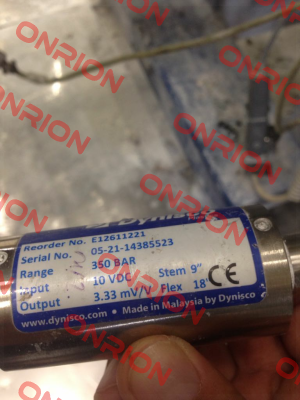 ONRION
Dynisco
Reorder No. E12611221
Serial No. 05-21-14385523
Range 350 BAR
Input 10 VDC Stem 9"
Output 3.33 mV/V Flex 18"
CE
www.dynisco.com • Made in Malaysia by Dynisco